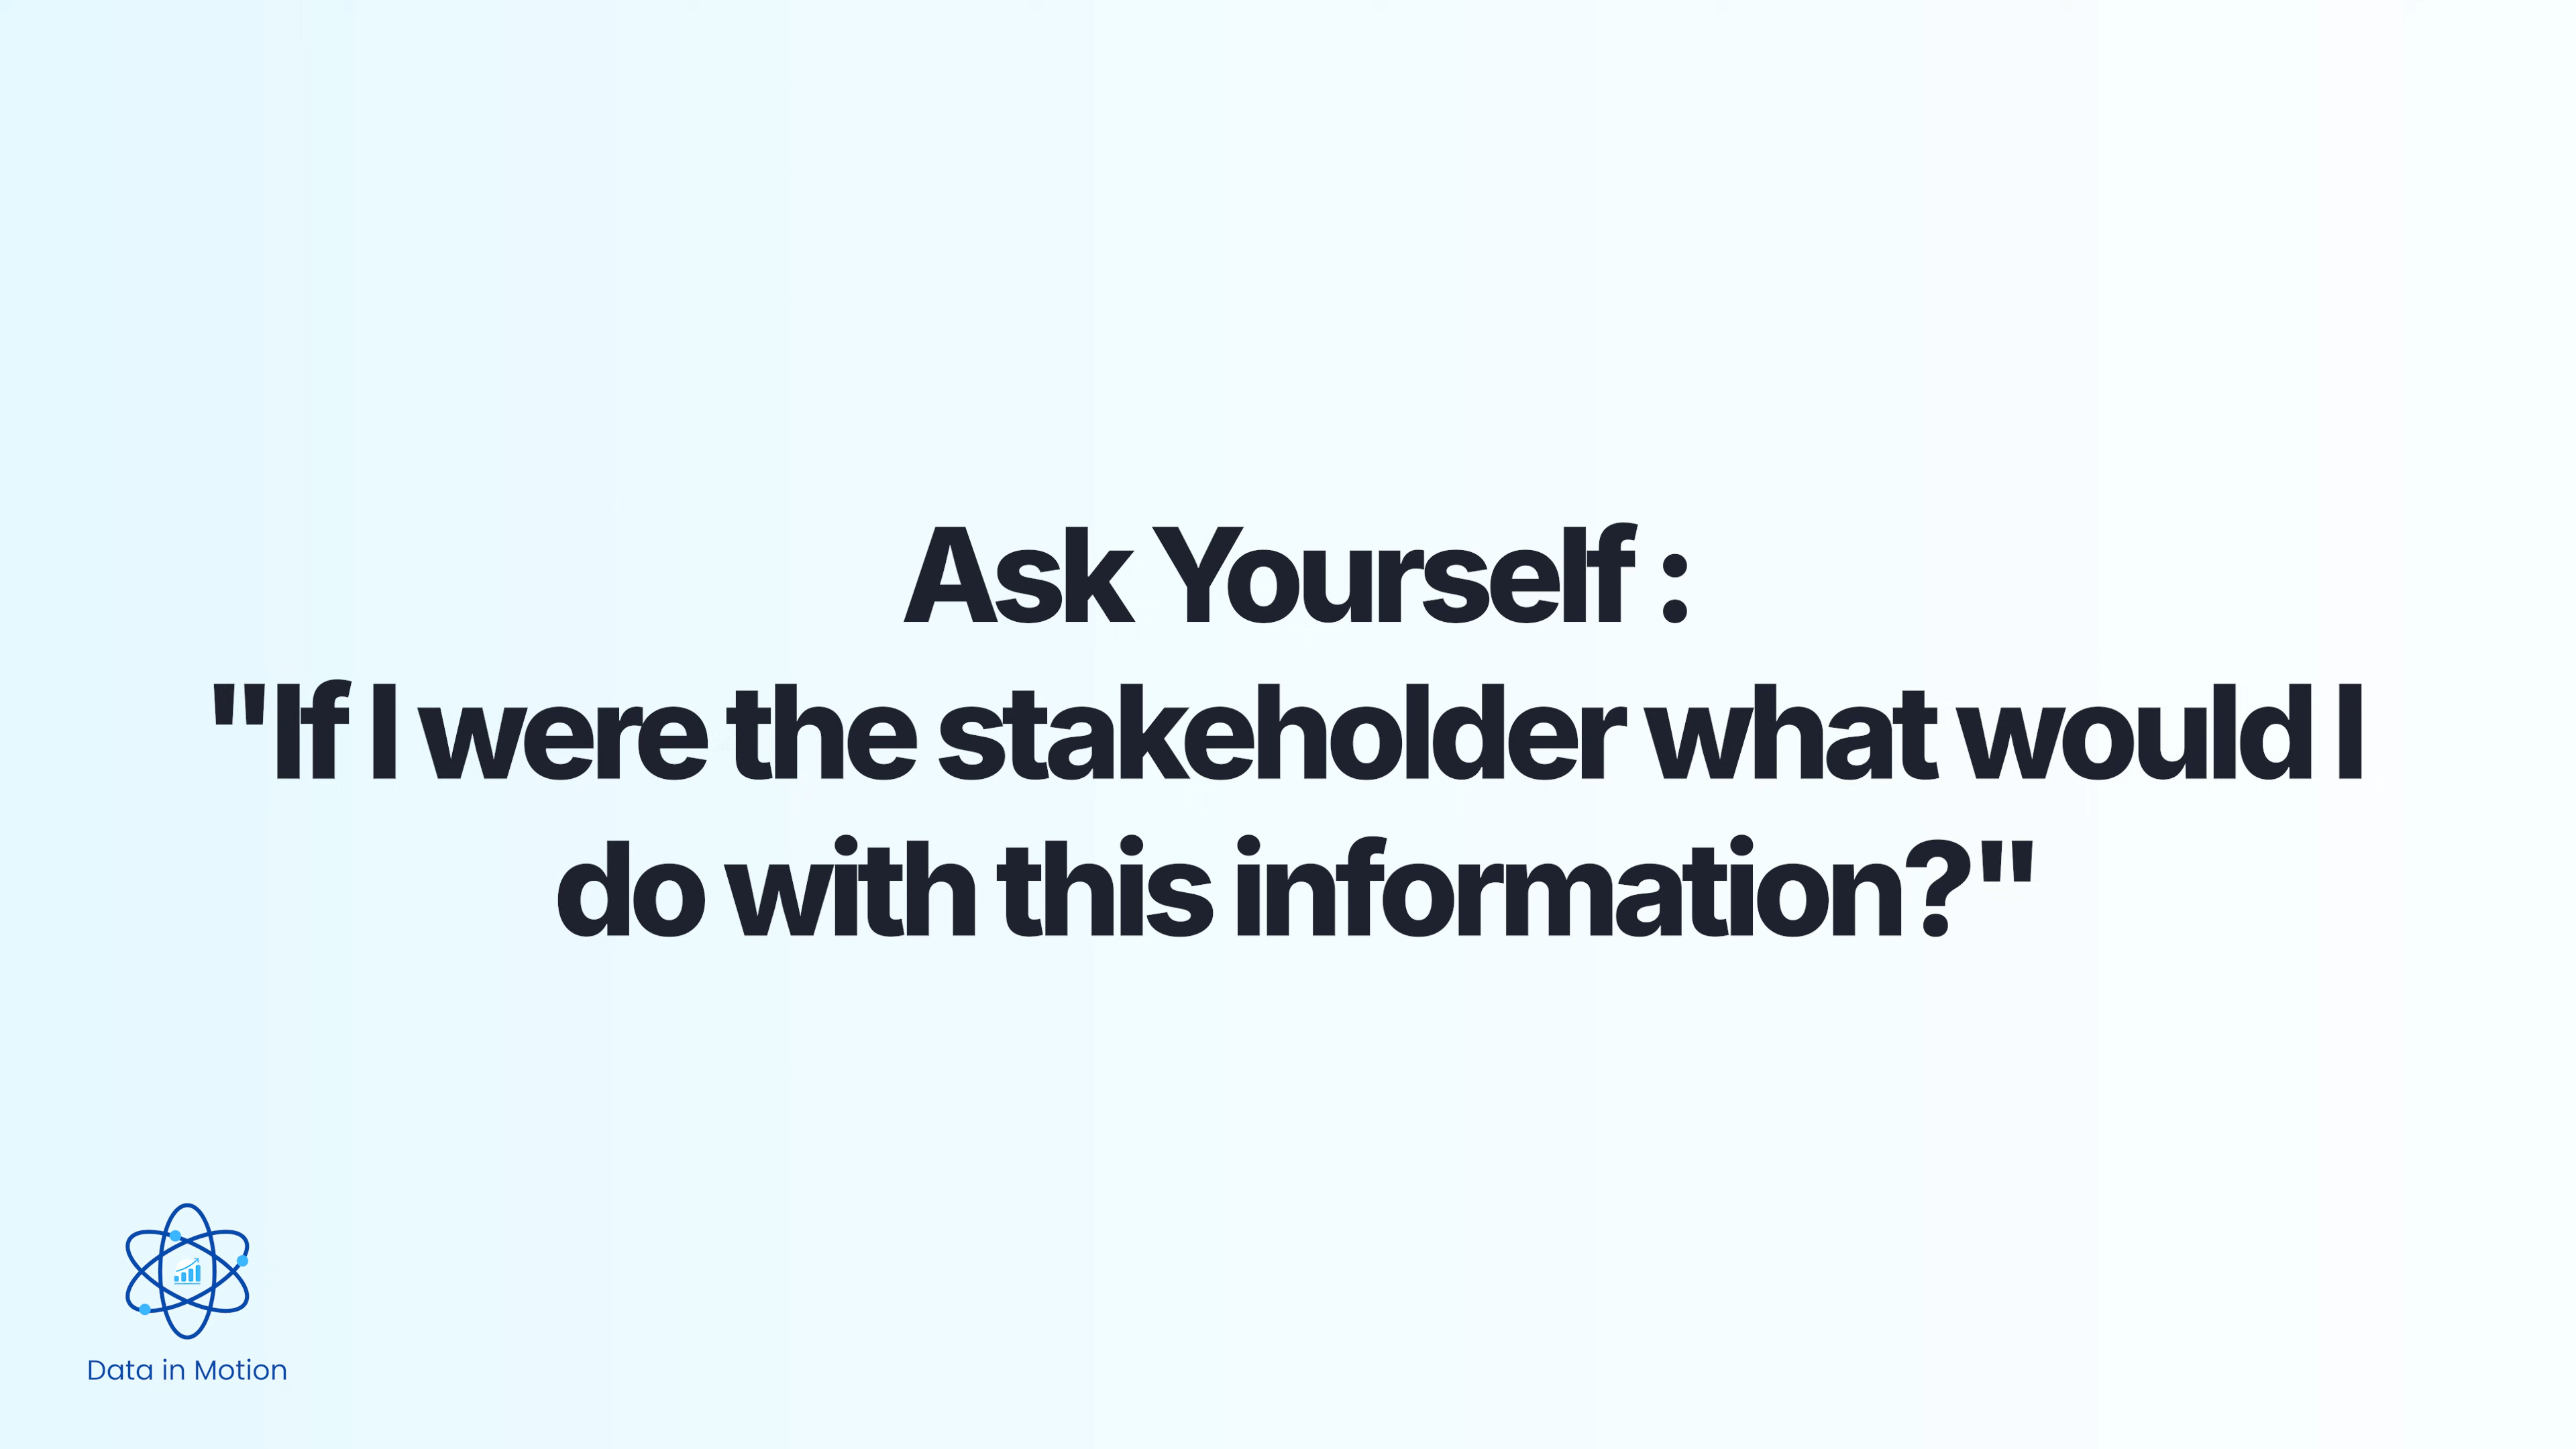 Ask Yourself :
"If I were the stakeholder what would I
do with this information?"
Data in Motion